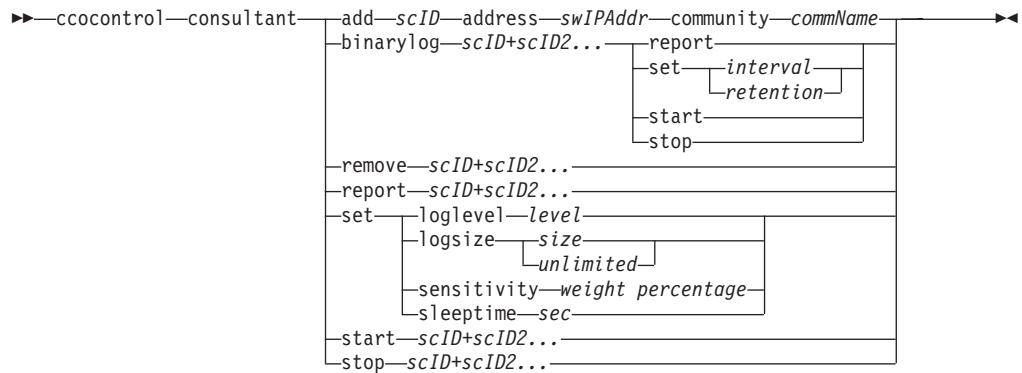 ccocontrol consultant add scID address swIPAddr community commName
binarylog scID+scID2... report
set interval
retention
start
stop
remove scID+scID2...
report scID+scID2...
set loglevel level
logsize size
unlimited
sensitivity weight percentage
sleeptime sec
start scID+scID2...
stop scID+scID2...